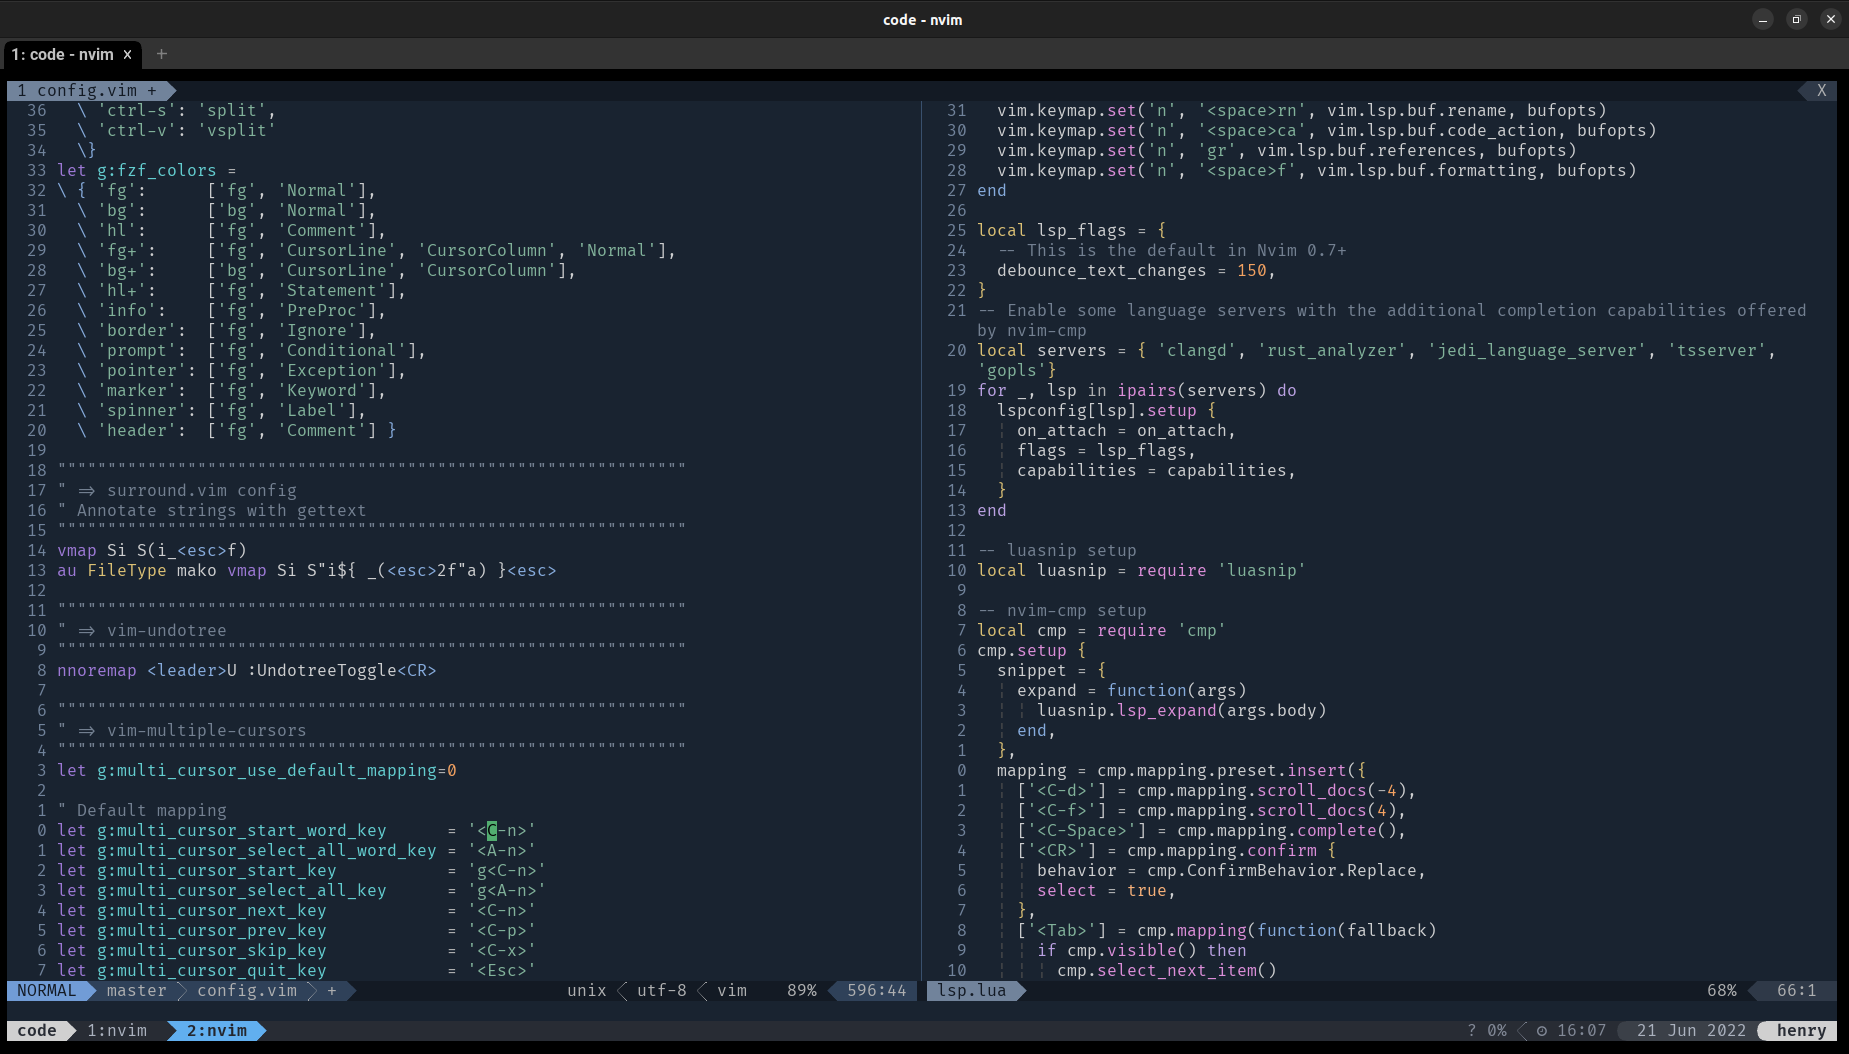 code - nvim
1: code - nvim × +
1 config.vim + X
36 \ 'ctrl-s': 'split',
35 \ 'ctrl-v': 'vsplit'
34 \}
33 let g:fzf_colors =
32 \ { 'fg': ['fg', 'Normal'],
31 \ 'bg': ['bg', 'Normal'],
30 \ 'hl': ['fg', 'Comment'],
29 \ 'fg+': ['fg', 'CursorLine', 'CursorColumn', 'Normal'],
28 \ 'bg+': ['bg', 'CursorLine', 'CursorColumn'],
27 \ 'hl+': ['fg', 'Statement'],
26 \ 'info': ['fg', 'PreProc'],
25 \ 'border': ['fg', 'Ignore'],
24 \ 'prompt': ['fg', 'Conditional'],
23 \ 'pointer': ['fg', 'Exception'],
22 \ 'marker': ['fg', 'Keyword'],
21 \ 'spinner': ['fg', 'Label'],
20 \ 'header': ['fg', 'Comment'] }
19
18 """""""""""""""""""""""""""""""""""""""""""""""""""""""""""""""
17 " => surround.vim config
16 " Annotate strings with gettext
15 """""""""""""""""""""""""""""""""""""""""""""""""""""""""""""""
14 vmap Si S(i_<esc>f)
13 au FileType mako vmap Si S"i${ _(<esc>2f"a) }<esc>
12
11 """""""""""""""""""""""""""""""""""""""""""""""""""""""""""""""
10 " => vim-undotree
9 """""""""""""""""""""""""""""""""""""""""""""""""""""""""""""""
8 nnoremap <leader>U :UndotreeToggle<CR>
7
6 """""""""""""""""""""""""""""""""""""""""""""""""""""""""""""""
5 " => vim-multiple-cursors
4 """""""""""""""""""""""""""""""""""""""""""""""""""""""""""""""
3 let g:multi_cursor_use_default_mapping=0
2
1 " Default mapping
0 let g:multi_cursor_start_word_key = '<C-n>'
1 let g:multi_cursor_select_all_word_key = '<A-n>'
2 let g:multi_cursor_start_key = 'g<C-n>'
3 let g:multi_cursor_select_all_key = 'g<A-n>'
4 let g:multi_cursor_next_key = '<C-n>'
5 let g:multi_cursor_prev_key = '<C-p>'
6 let g:multi_cursor_skip_key = '<C-x>'
7 let g:multi_cursor_quit_key = '<Esc>'
NORMAL master config.vim + unix utf-8 vim 89% 596:44
31 vim.keymap.set('n', '<space>rn', vim.lsp.buf.rename, bufopts)
30 vim.keymap.set('n', '<space>ca', vim.lsp.buf.code_action, bufopts)
29 vim.keymap.set('n', 'gr', vim.lsp.buf.references, bufopts)
28 vim.keymap.set('n', '<space>f', vim.lsp.buf.formatting, bufopts)
27 end
26
25 local lsp_flags = {
24 -- This is the default in Nvim 0.7+
23 debounce_text_changes = 150,
22 }
21 -- Enable some language servers with the additional completion capabilities offered
by nvim-cmp
20 local servers = { 'clangd', 'rust_analyzer', 'jedi_language_server', 'tsserver',
'gopls'}
19 for _, lsp in ipairs(servers) do
18 lspconfig[lsp].setup {
17 on_attach = on_attach,
16 flags = lsp_flags,
15 capabilities = capabilities,
14 }
13 end
12
11 -- luasnip setup
10 local luasnip = require 'luasnip'
9
8 -- nvim-cmp setup
7 local cmp = require 'cmp'
6 cmp.setup {
5 snippet = {
4 expand = function(args)
3 luasnip.lsp_expand(args.body)
2 end,
1 },
0 mapping = cmp.mapping.preset.insert({
1 ['<C-d>'] = cmp.mapping.scroll_docs(-4),
2 ['<C-f>'] = cmp.mapping.scroll_docs(4),
3 ['<C-Space>'] = cmp.mapping.complete(),
4 ['<CR>'] = cmp.mapping.confirm {
5 behavior = cmp.ConfirmBehavior.Replace,
6 select = true,
7 },
8 ['<Tab>'] = cmp.mapping(function(fallback)
9 if cmp.visible() then
10 cmp.select_next_item()
lsp.lua 68% 66:1
code 1:nvim 2:nvim ? 0% 16:07 21 Jun 2022 henry